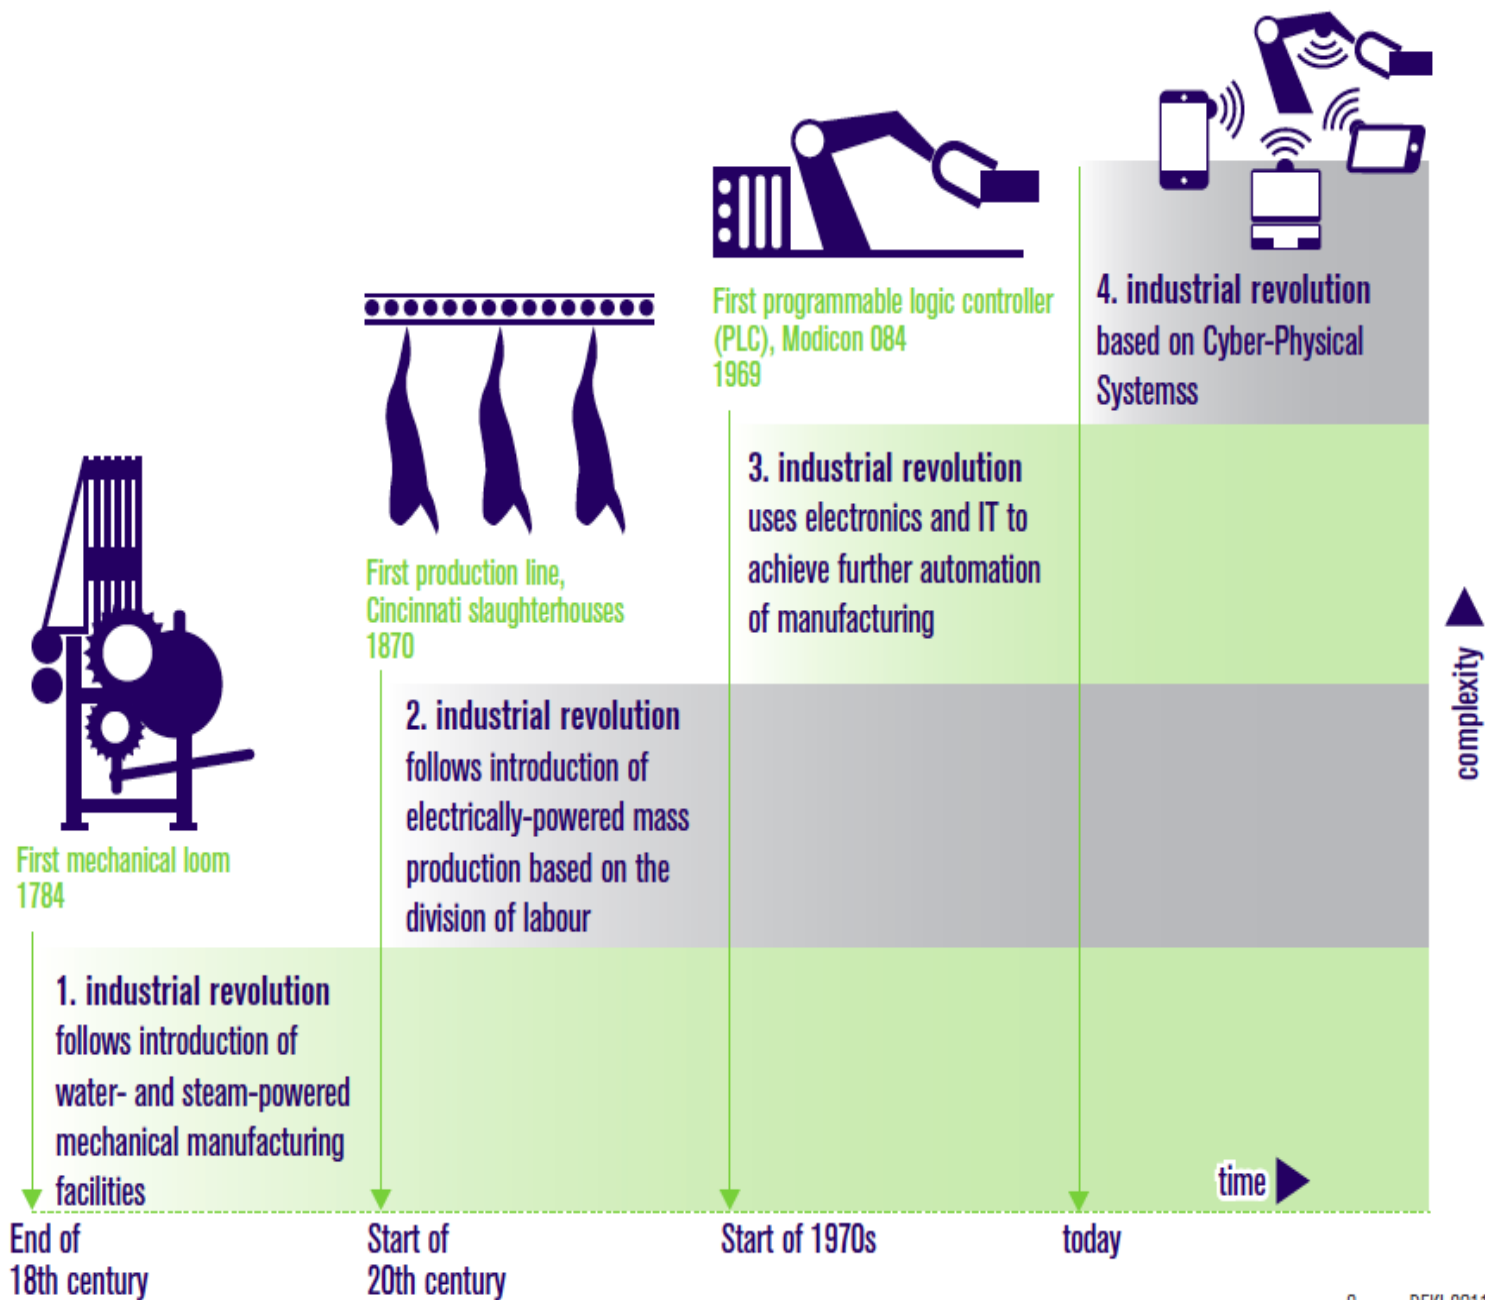 First mechanical loom
1784
First production line,
Cincinnati slaughterhouses
1870
First programmable logic controller
(PLC), Modicon 084
1969
4. industrial revolution
based on Cyber-Physical
Systemss
3. industrial revolution
uses electronics and IT to
achieve further automation
of manufacturing
2. industrial revolution
follows introduction of
electrically-powered mass
production based on the
division of labour
1. industrial revolution
follows introduction of
water- and steam-powered
mechanical manufacturing
facilities
complexity
time
End of
18th century
Start of
20th century
Start of 1970s
today